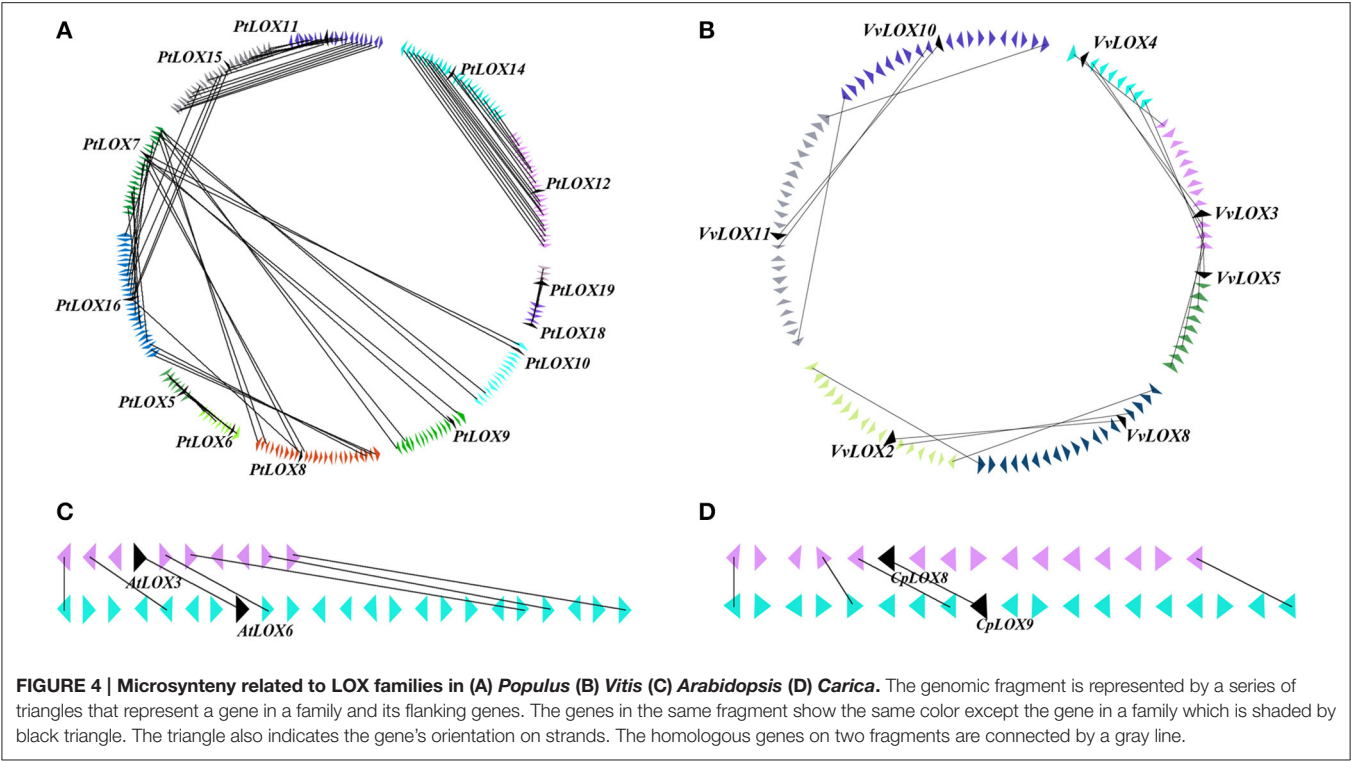 A
PtLOX11
PtLOX15
PtLOX14
PtLOX7
PtLOX12
PtLOX19
PtLOX16
PtLOX18
PtLOX10
PtLOX5
PtLOX9
PtLOX6
PtLOX8
B
VvLOX10
VvLOX4
VvLOX3
VvLOX11
VvLOX5
VvLOX8
VvLOX2
C
AtLOX3
AtLOX6
D
CpLOX8
CpLOX9
FIGURE 4 | Microsynteny related to LOX families in (A) Populus (B) Vitis (C) Arabidopsis (D) Carica. The genomic fragment is represented by a series of
triangles that represent a gene in a family and its flanking genes. The genes in the same fragment show the same color except the gene in a family which is shaded by
black triangle. The triangle also indicates the gene's orientation on strands. The homologous genes on two fragments are connected by a gray line.